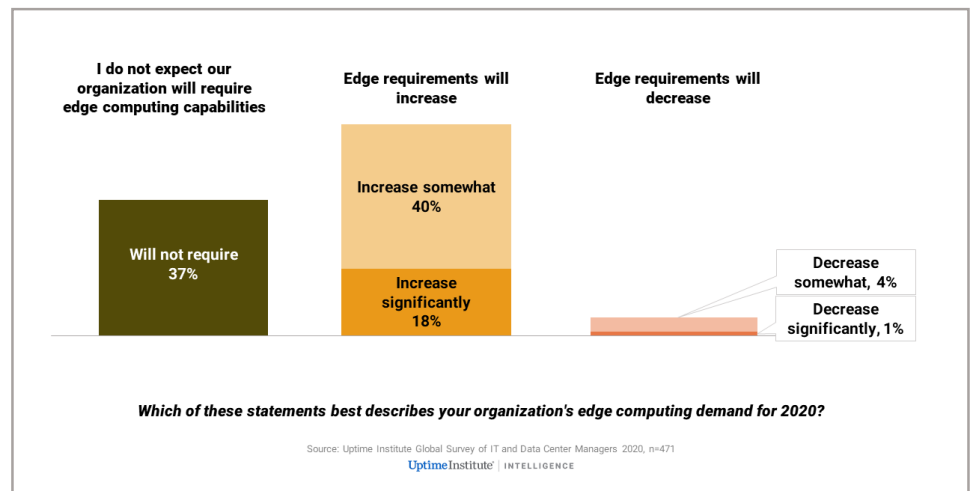 I do not expect our
organization will require
edge computing capabilities
Edge requirements will
increase
Edge requirements will
decrease
Increase somewhat
40%
Will not require
37%
Increase
significantly
18%
Decrease
somewhat, 4%
Decrease
significantly, 1%
Which of these statements best describes your organization's edge computing demand for 2020?
Source: Uptime Institute Global Survey of IT and Data Center Managers 2020, n=471
UptimeInstitute® | INTELLIGENCE